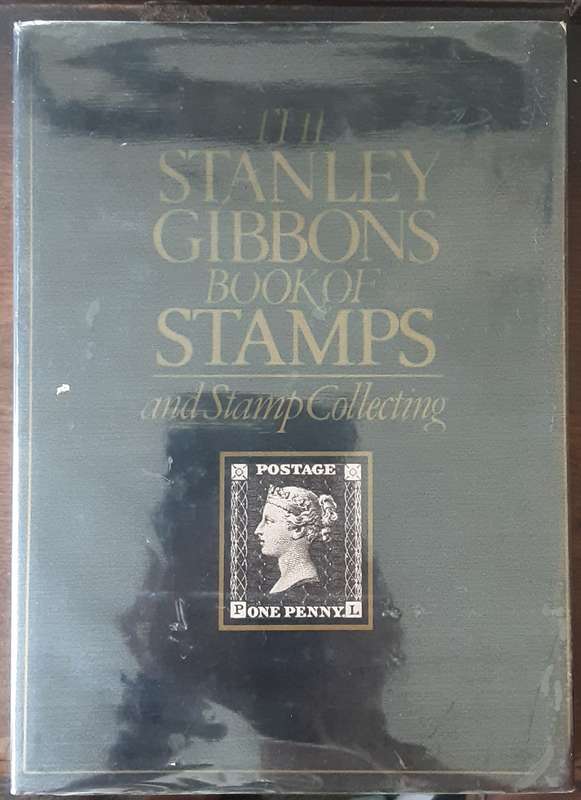 THE
STANLEY
GIBBONS
BOOK OF
STAMPS
and Stamp Collecting
POSTAGE
P ONE PENNY. L